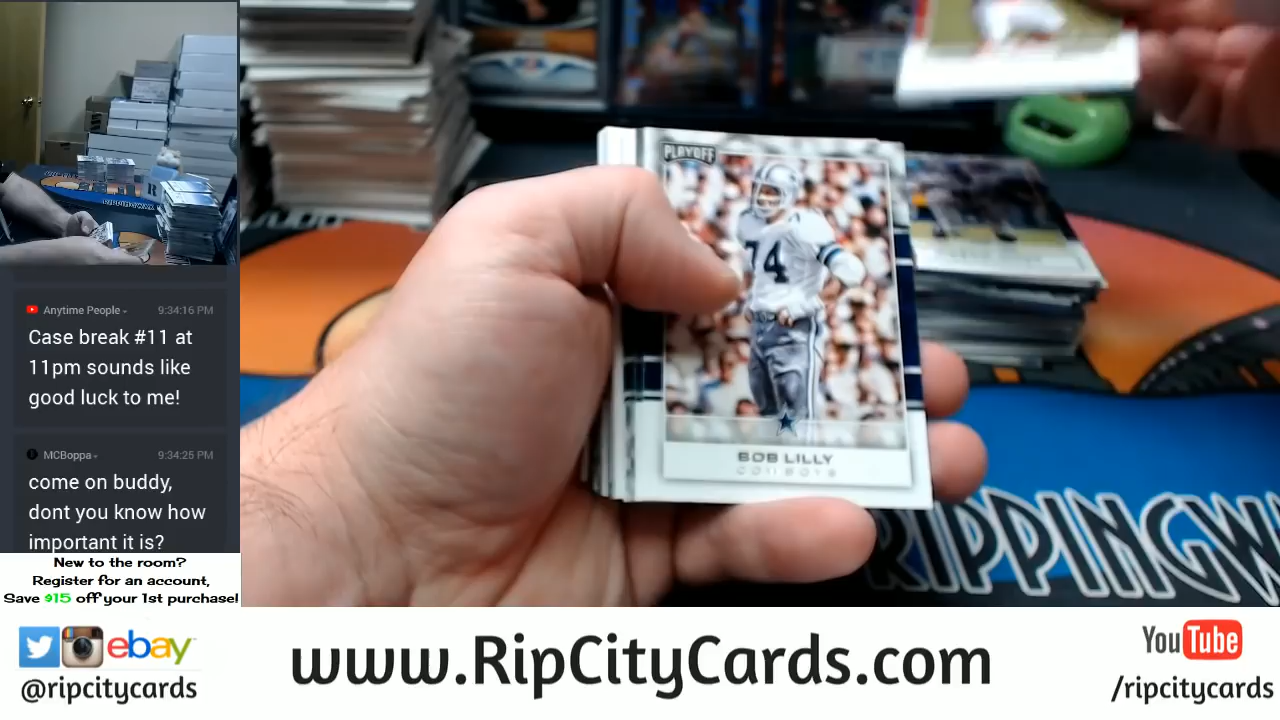 Anytime People
9:34:16 PM
Case break #11 at
11pm sounds like
good luck to me!
MCBoppa
9:34:25 PM
come on buddy,
dont you know how
important it is?
New to the room?
Register for an account,
Save $15 off your 1st purchase!
PLAYOFF
74
BOB LILLY
COWBOYS
RIPPINGW
RIPPINGWAX
ebay
@ripcitycards
www.RipCityCards.com
YouTube
/ripcitycards